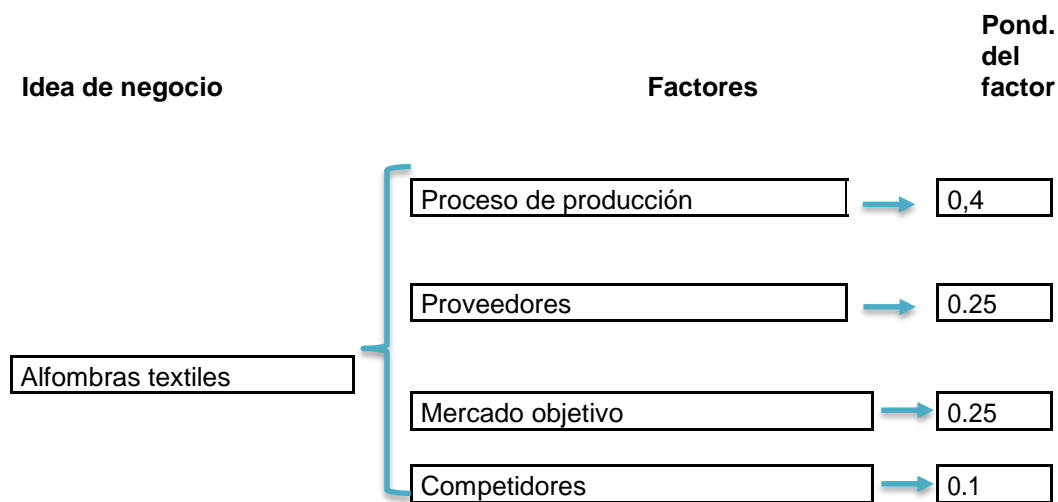 Idea de negocio
Factores
Pond.
del
factor
Proceso de producción
0,4
Proveedores
0.25
Alfombras textiles
Mercado objetivo
0.25
Competidores
0.1